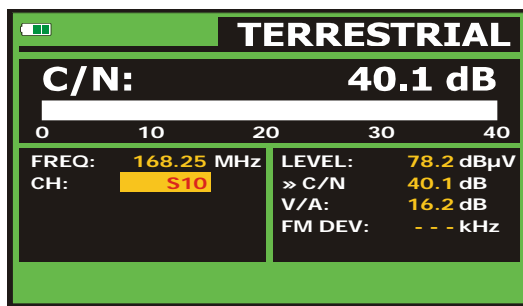 TERRESTRIAL
C/N: 40.1 dB
0 10 20 30 40
FREQ: 168.25 MHz
CH: S10
LEVEL: 78.2 dBµV
» C/N 40.1 dB
V/A: 16.2 dB
FM DEV: - - - kHz